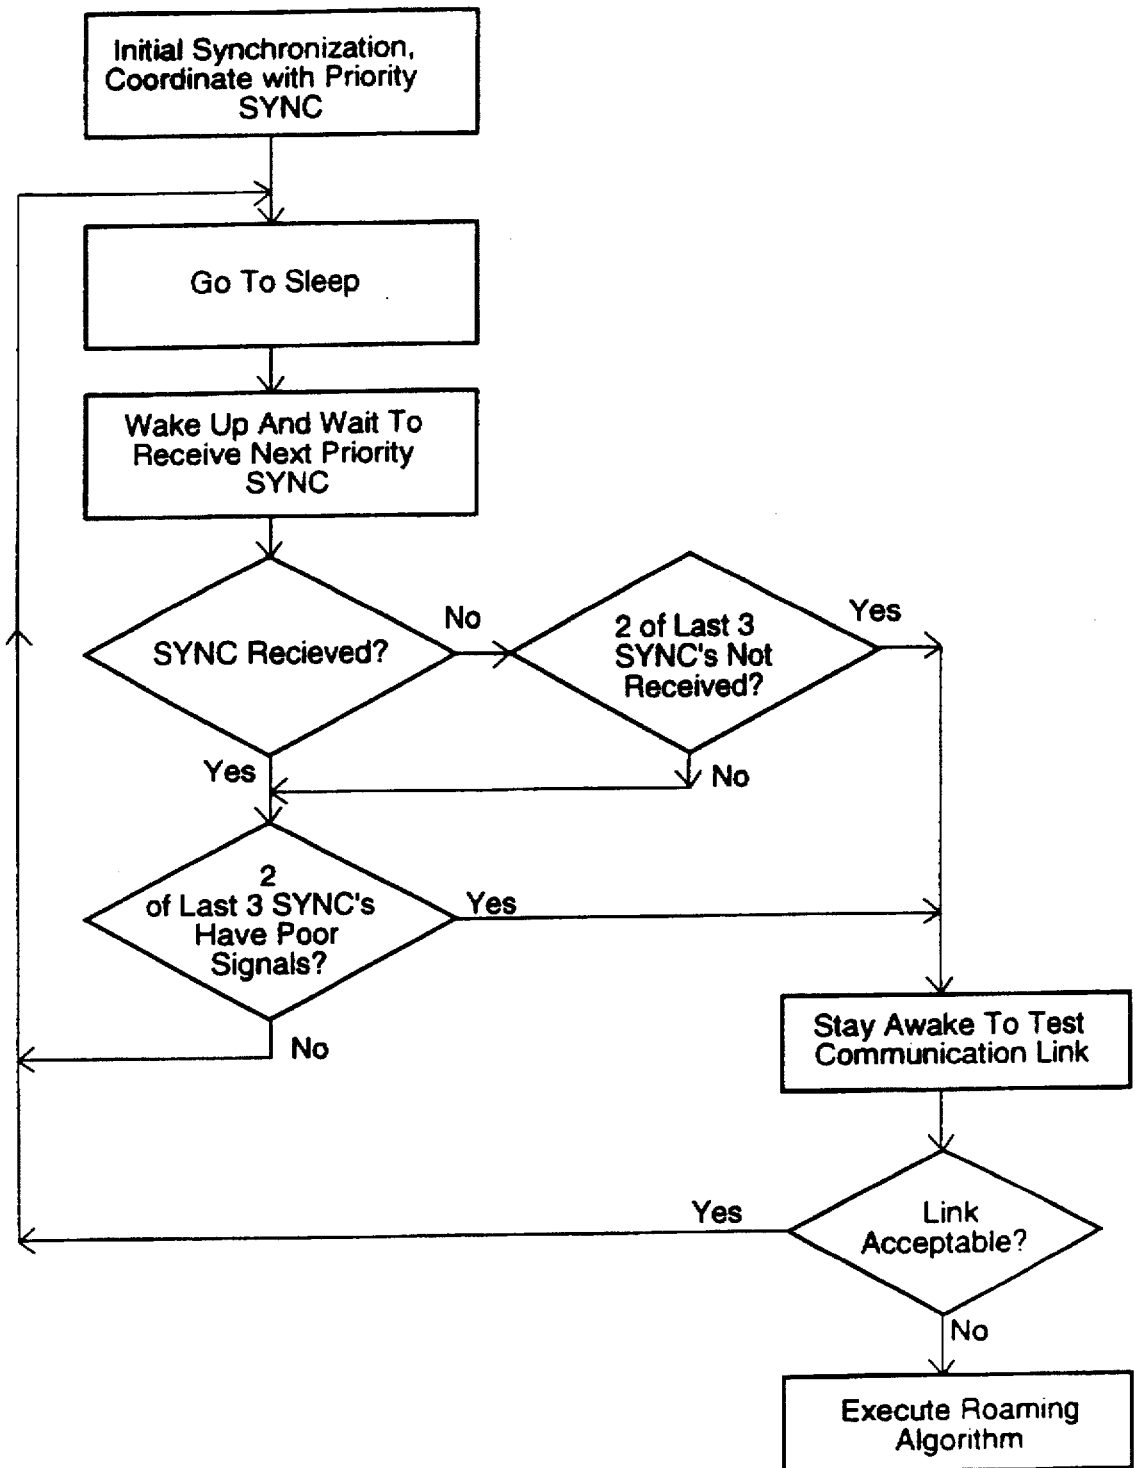 Initial Synchronization,
Coordinate with Priority
SYNC
Go To Sleep
Wake Up And Wait To
Receive Next Priority
SYNC
SYNC Recieved?
No
2 of Last 3
SYNC's Not
Received?
Yes
Yes
No
2
of Last 3 SYNC's
Have Poor
Signals?
Yes
No
Stay Awake To Test
Communication Link
Yes
Link
Acceptable?
No
Execute Roaming
Algorithm